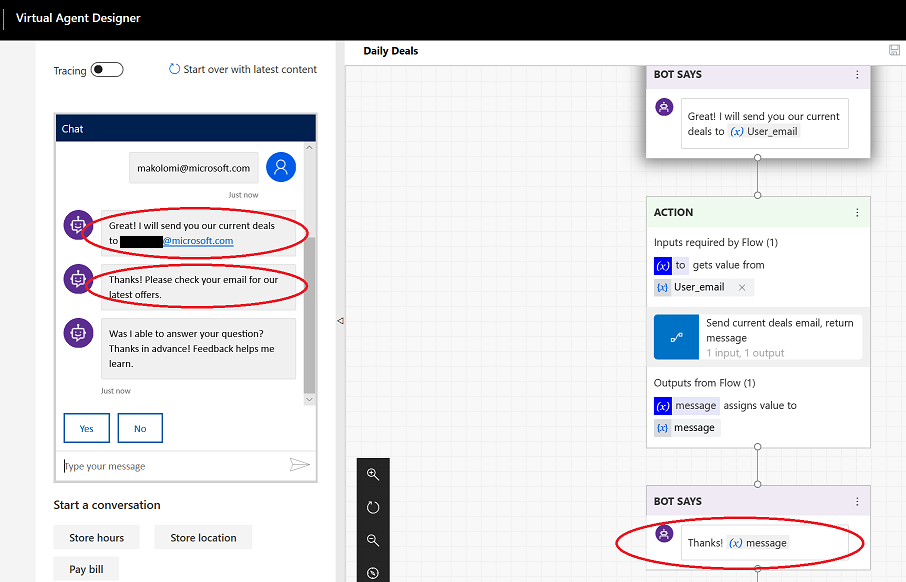 Virtual Agent Designer
Tracing
Start over with latest content
Chat
makolomi@microsoft.com
Just now
Great! I will send you our current deals
to @microsoft.com
Thanks! Please check your email for our
latest offers.
Was I able to answer your question?
Thanks in advance! Feedback helps me
learn.
Just now
Yes
No
Type your message
Start a conversation
Store hours
Store location
Pay bill
Daily Deals
BOT SAYS
Great! I will send you our current
deals to (x) User_email
ACTION
Inputs required by Flow (1)
(x) to gets value from
{x} User_email ×
Send current deals email, return
message
1 input, 1 output
Outputs from Flow (1)
(x) message assigns value to
{x} message
BOT SAYS
Thanks! (x) message